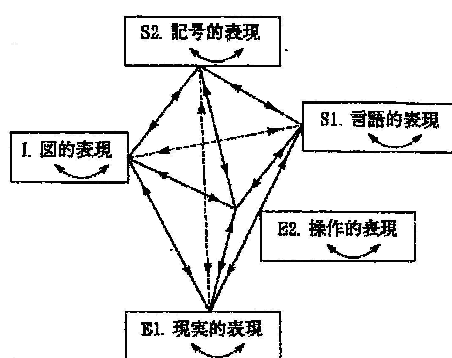 S2. 記号的表現
S1. 言語的表現
I. 図的表現
E2. 操作的表現
E1. 現実的表現